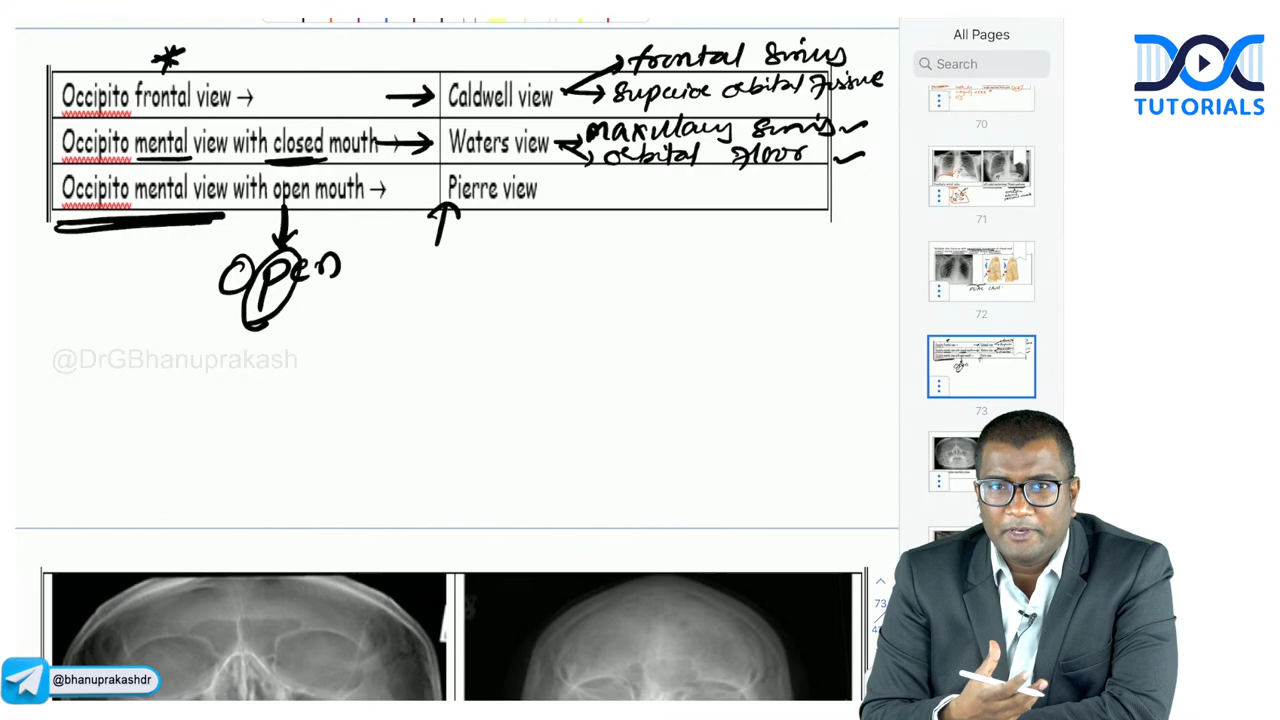 All Pages
Search
DOC
TUTORIALS
frontal Sinus
Occipito frontal view → Caldwell view Superior orbital fissure
maxillary Sinus
Occipito mental view with closed mouth → Waters view orbital Floor
Occipito mental view with open mouth → Pierre view
Open
@DrGBhanuprakash
70
71
72
73
73
@bhanuprakashdr